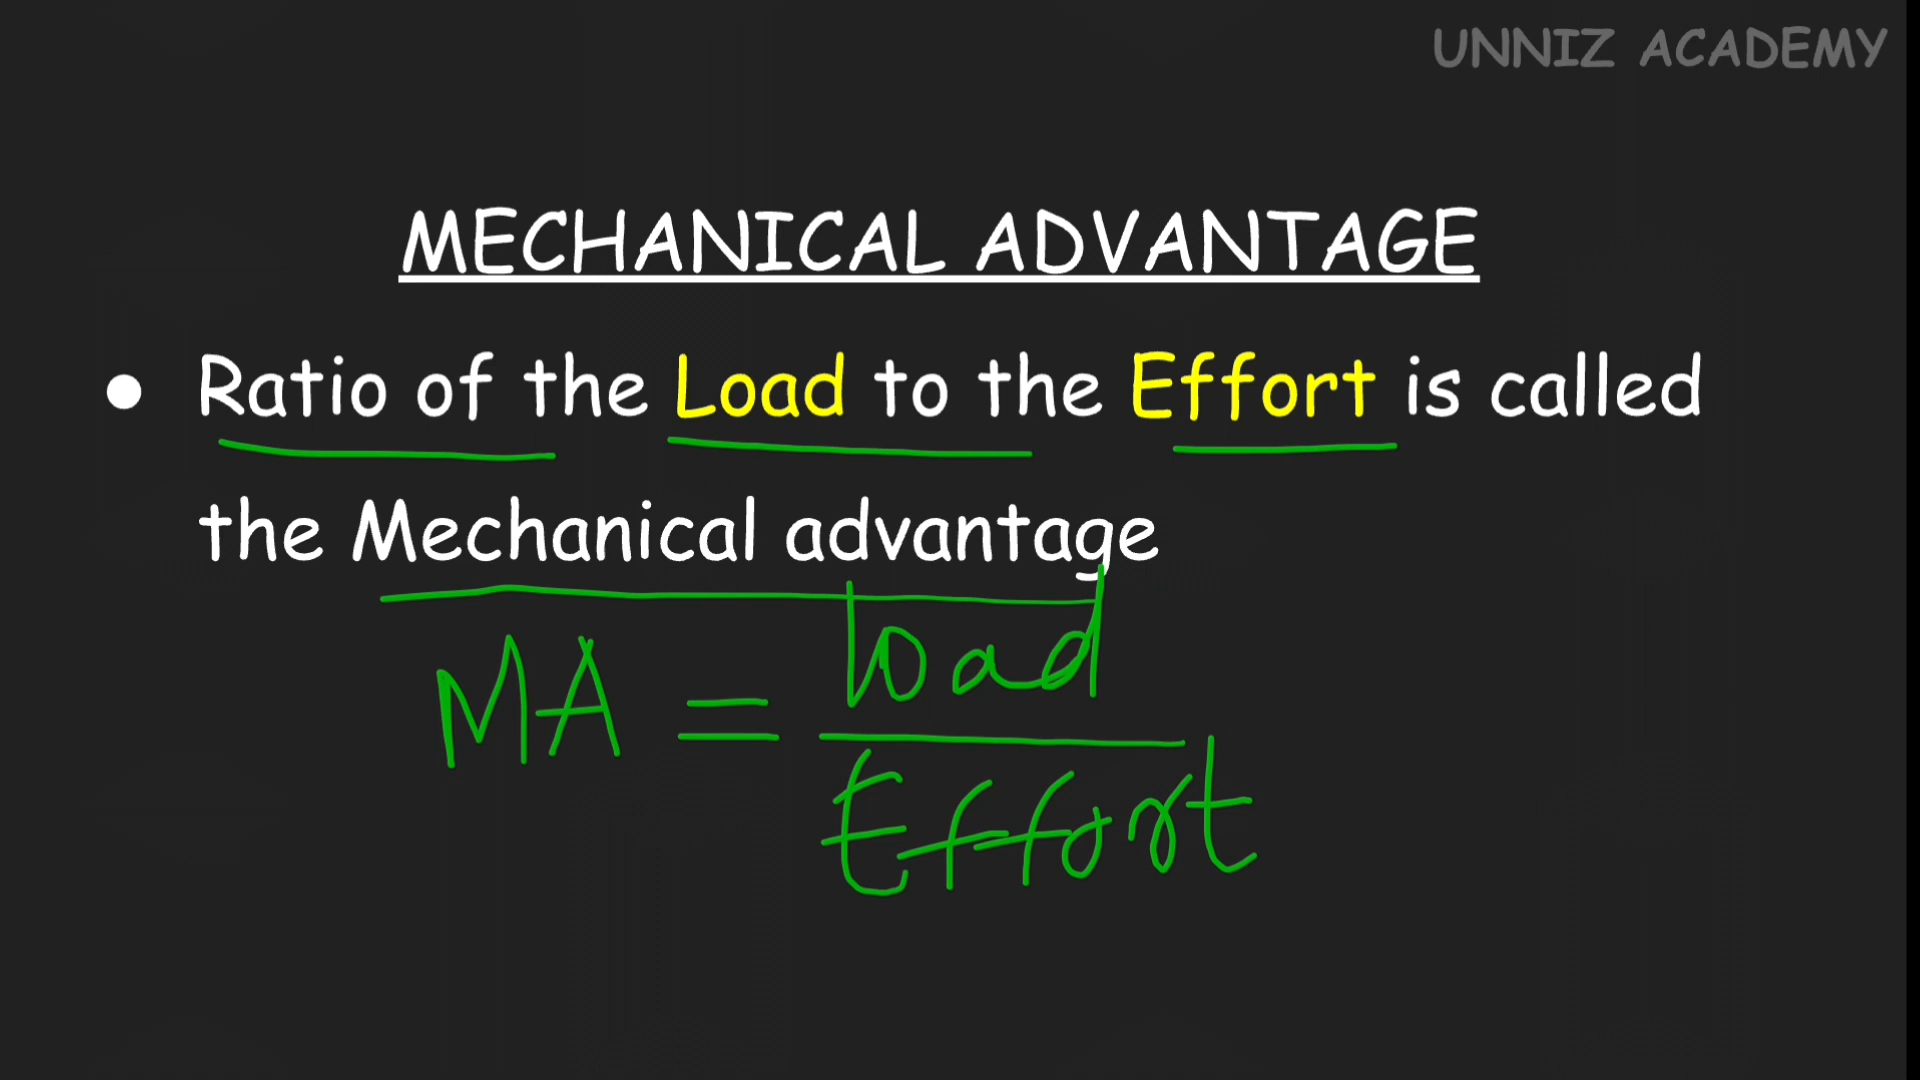 UNNIZ ACADEMY
MECHANICAL ADVANTAGE
● Ratio of the Load to the Effort is called
the Mechanical advantage
MA = load
Effort